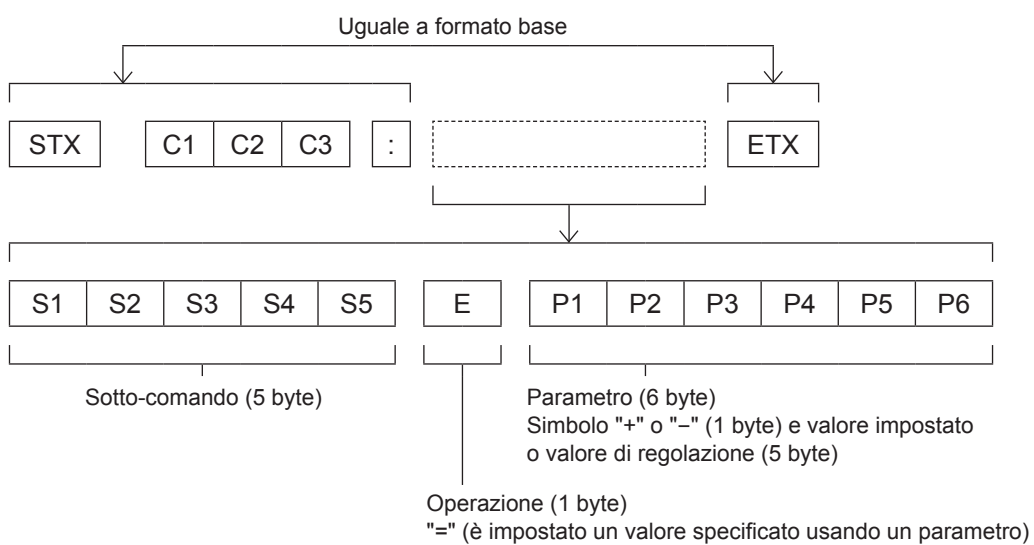 Uguale a formato base
STX C1 C2 C3 : ETX
S1 S2 S3 S4 S5 E P1 P2 P3 P4 P5 P6
Sotto-comando (5 byte)
Parametro (6 byte)
Simbolo "+" o "−" (1 byte) e valore impostato
o valore di regolazione (5 byte)
Operazione (1 byte)
"=" (è impostato un valore specificato usando un parametro)